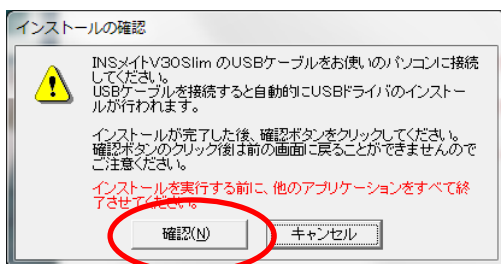 インストールの確認
INSメイトV30Slim のUSBケーブルをお使いのパソコンに接続
してください。
USBケーブルを接続すると自動的にUSBドライバのインストー
ルが行われます。
インストールが完了した後、確認ボタンをクリックしてください。
確認ボタンのクリック後は前の画面に戻ることができませんので
ご注意ください。
インストールを実行する前に、他のアプリケーションをすべて終
了させてください。
確認(N)
キャンセル